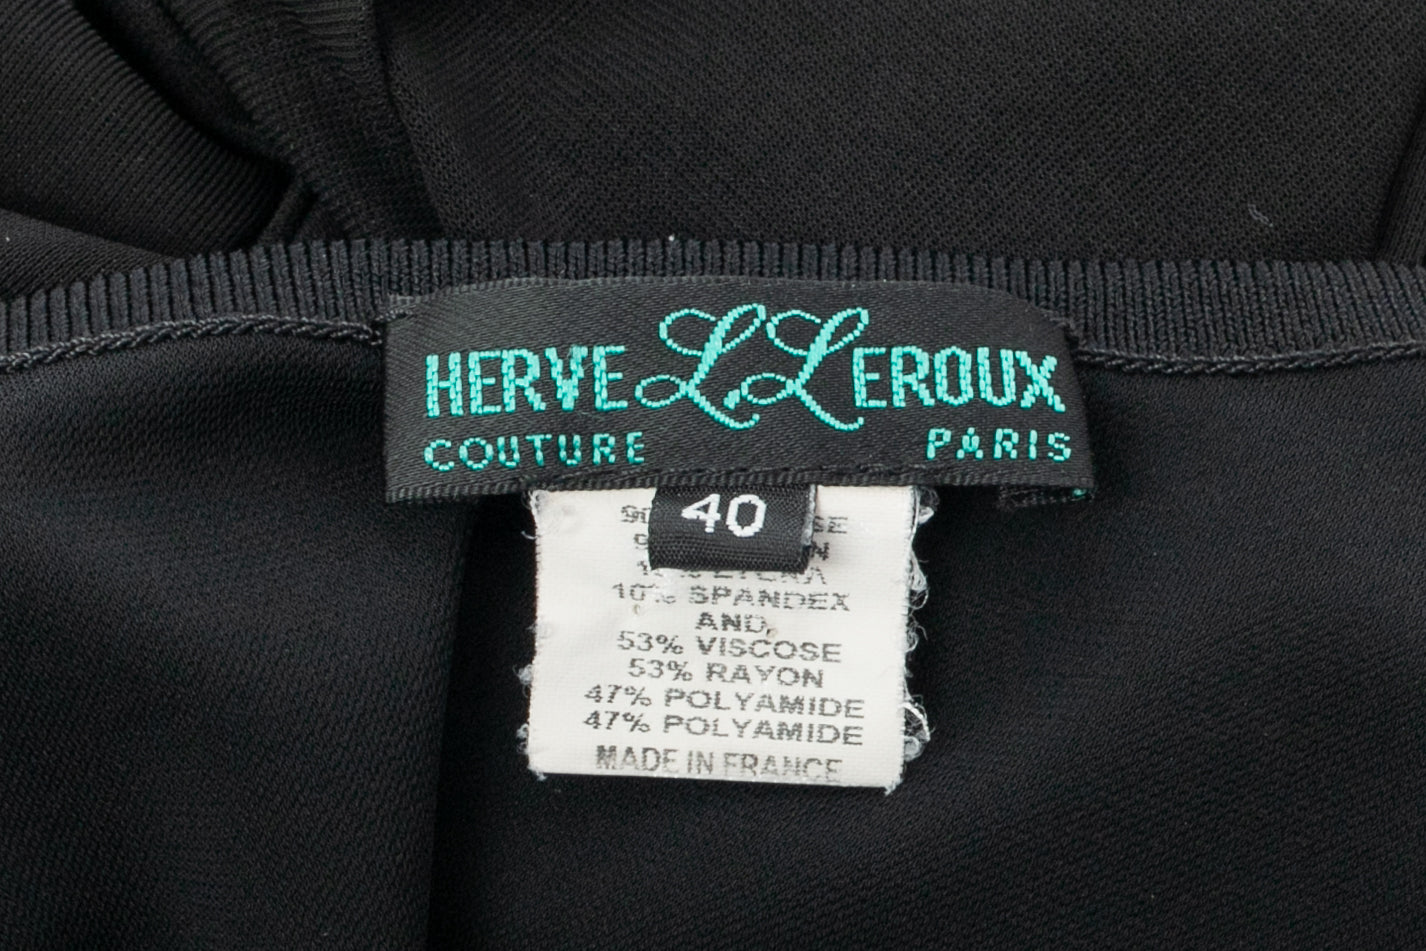 HERVE L. LEROUX
COUTURE PARIS
40
10% SPANDEX
AND
53% VISCOSE
53% RAYON
47% POLYAMIDE
47% POLYAMIDE
MADE IN FRANCE